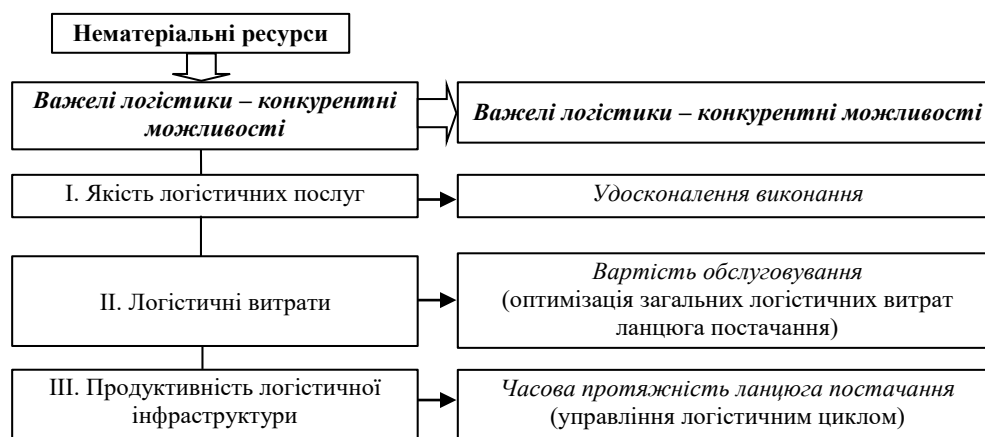 Нематеріальні ресурси
Важелі логістики – конкурентні
можливості
Важелі логістики – конкурентні можливості
І. Якість логістичних послуг
Удосконалення виконання
ІІ. Логістичні витрати
Вартість обслуговування
(оптимізація загальних логістичних витрат
ланцюга постачання)
ІІІ. Продуктивність логістичної
інфраструктури
Часова протяжність ланцюга постачання
(управління логістичним циклом)